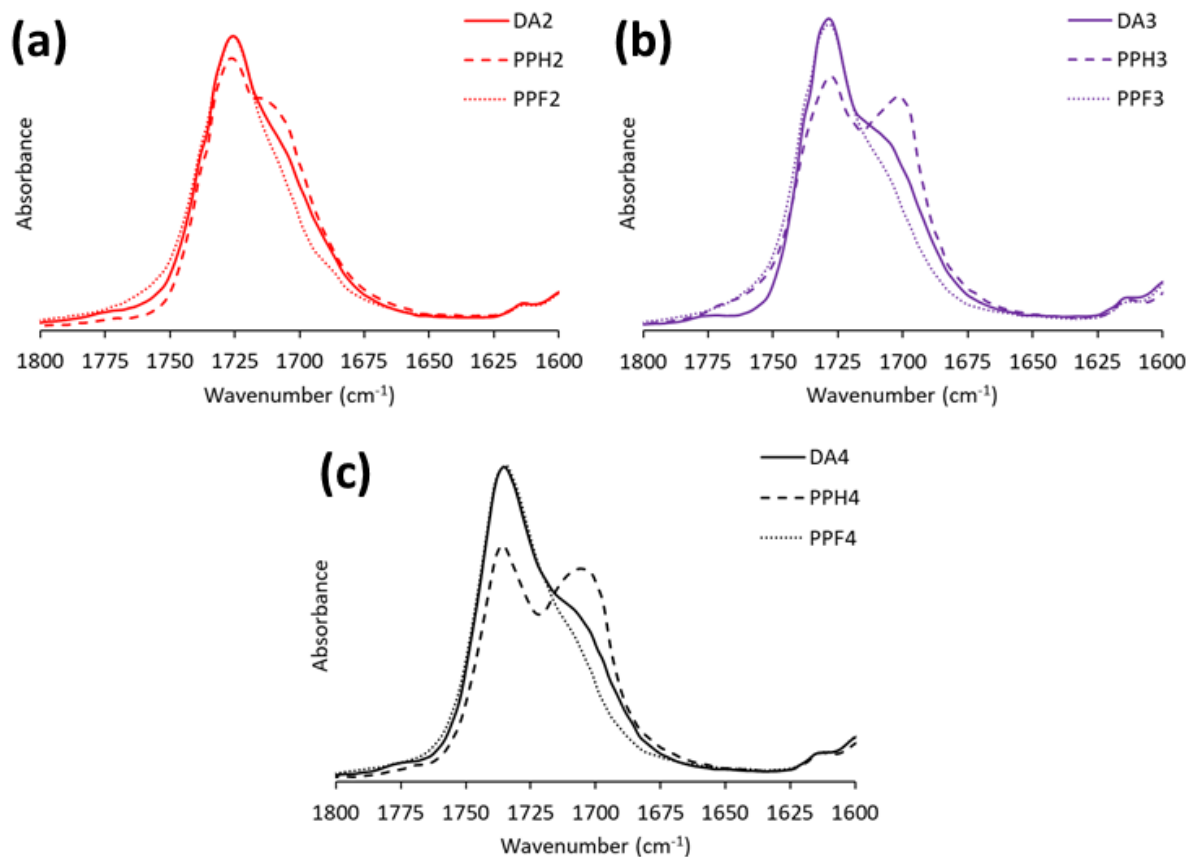 (a)
DA2
PPH2
PPF2
Absorbance
1800 1775 1750 1725 1700 1675 1650 1625 1600
Wavenumber (cm-1)
(b)
DA3
PPH3
PPF3
Absorbance
1800 1775 1750 1725 1700 1675 1650 1625 1600
Wavenumber (cm-1)
(c)
DA4
PPH4
PPF4
Absorbance
1800 1775 1750 1725 1700 1675 1650 1625 1600
Wavenumber (cm-1)